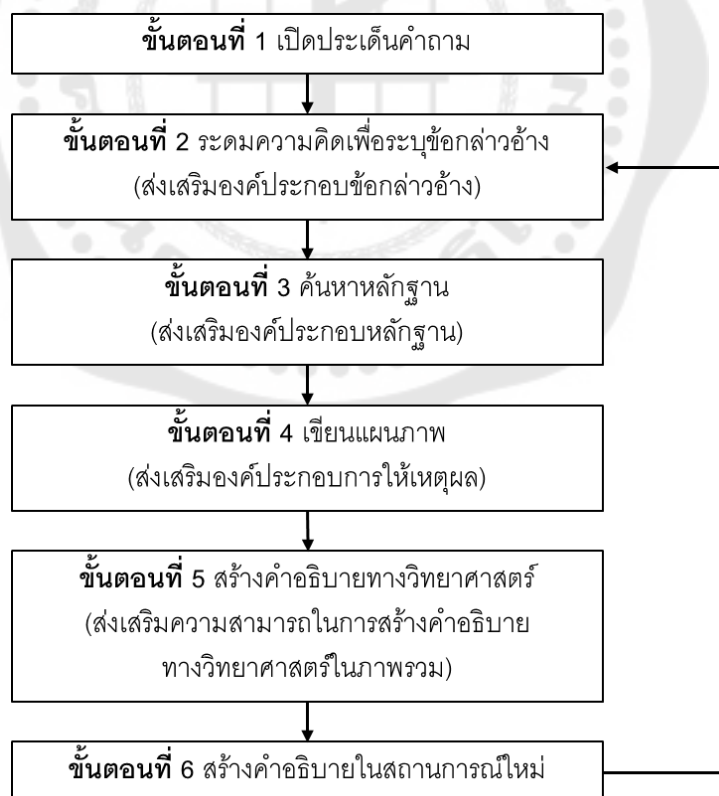 ขั้นตอนที่ 1 เปิดประเด็นคำถาม
ขั้นตอนที่ 2 ระดมความคิดเพื่อระบุข้อกล่าวอ้าง
(ส่งเสริมองค์ประกอบข้อกล่าวอ้าง)
ขั้นตอนที่ 3 ค้นหาหลักฐาน
(ส่งเสริมองค์ประกอบหลักฐาน)
ขั้นตอนที่ 4 เขียนแผนภาพ
(ส่งเสริมองค์ประกอบการให้เหตุผล)
ขั้นตอนที่ 5 สร้างคำอธิบายทางวิทยาศาสตร์
(ส่งเสริมความสามารถในการสร้างคำอธิบาย
ทางวิทยาศาสตร์ในภาพรวม)
ขั้นตอนที่ 6 สร้างคำอธิบายในสถานการณ์ใหม่